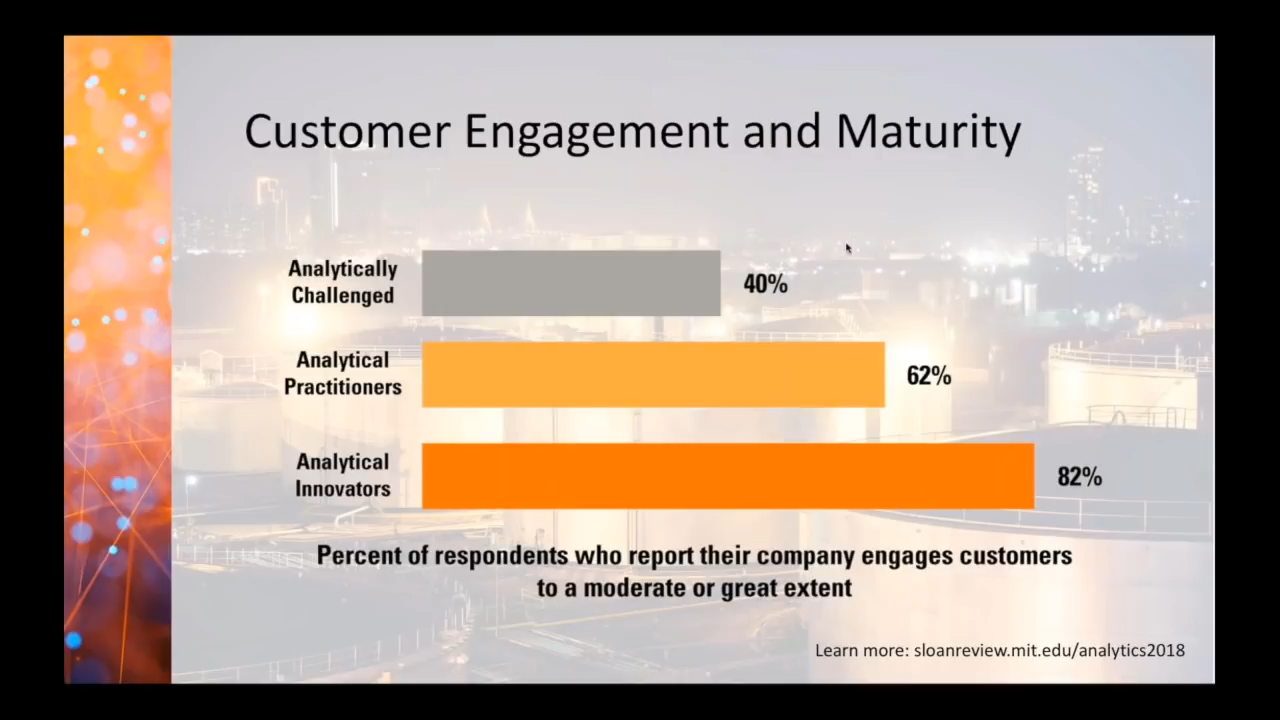 Customer Engagement and Maturity
Analytically
Challenged
40%
Analytical
Practitioners
62%
Analytical
Innovators
82%
Percent of respondents who report their company engages customers
to a moderate or great extent
Learn more: sloanreview.mit.edu/analytics2018